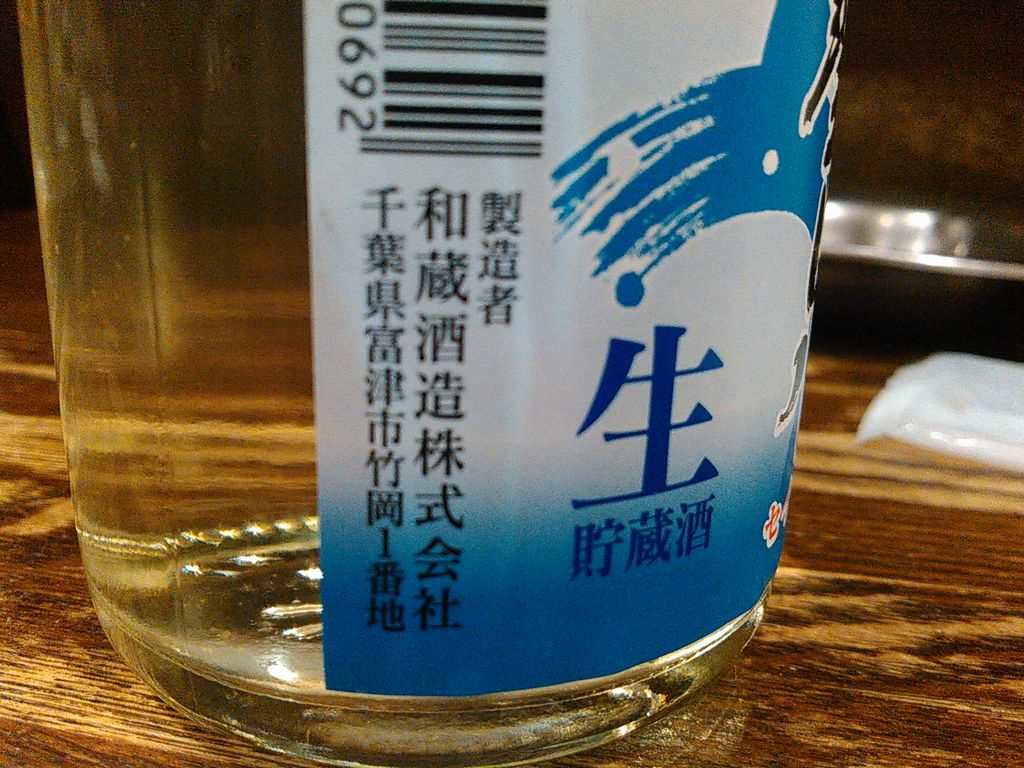 0692
製造者
和蔵酒造株式会社
千葉県富津市竹岡1番地
生
貯蔵酒
セ